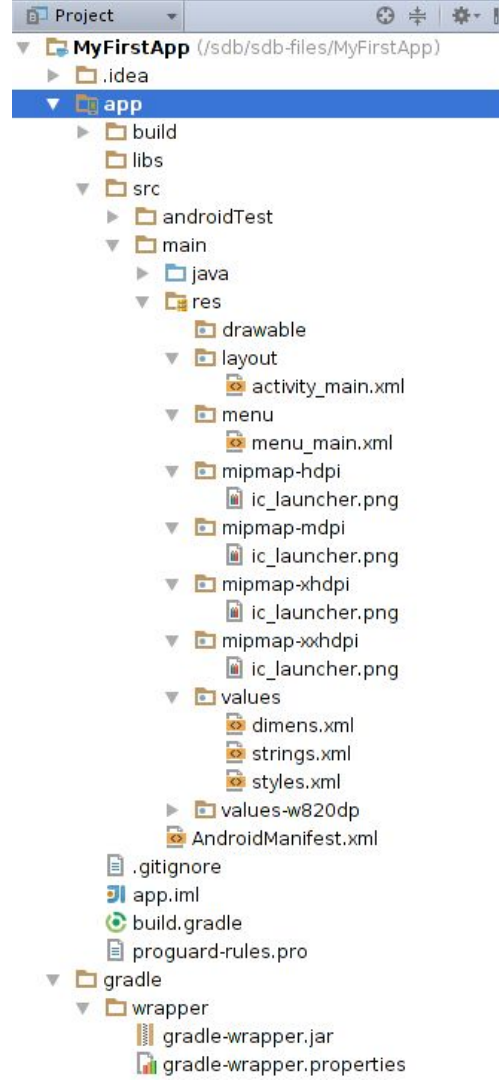 Project
MyFirstApp (/sdb/sdb-files/MyFirstApp)
.idea
app
build
libs
src
androidTest
main
java
res
drawable
layout
activity_main.xml
menu
menu_main.xml
mipmap-hdpi
ic_launcher.png
mipmap-mdpi
ic_launcher.png
mipmap-xhdpi
ic_launcher.png
mipmap-xxhdpi
ic_launcher.png
values
dimens.xml
strings.xml
styles.xml
values-w820dp
AndroidManifest.xml
.gitignore
app.iml
build.gradle
proguard-rules.pro
gradle
wrapper
gradle-wrapper.jar
gradle-wrapper.properties